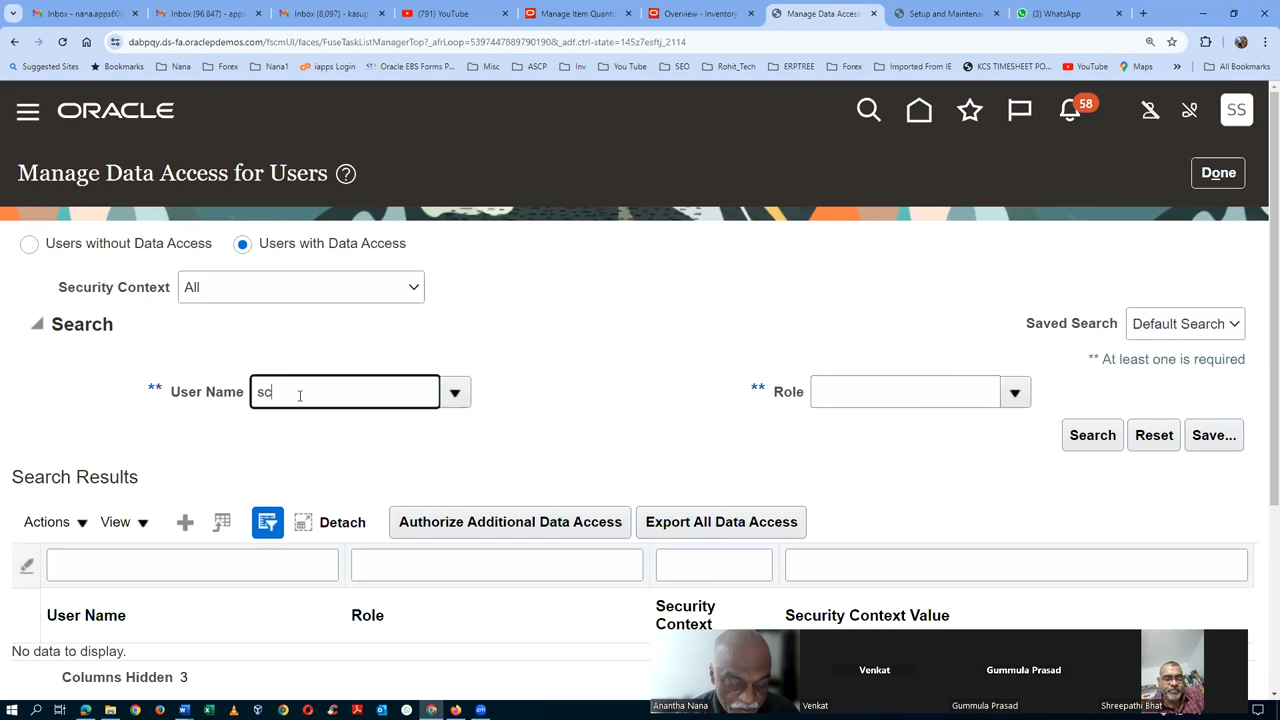 Inbox - nana.apps60
Inbox (96,847) - apps
Inbox (8,097) - kasup
(791) YouTube
Manage Item Quantit
Overview - Inventory
Manage Data Access
Setup and Maintenan
(3) WhatsApp
dabpqy.ds-fa.oraclepdemos.com/fscmUI/faces/FuseTaskListManagerTop?_afrLoop=53974478897901908&_adf.ctrl-state=145z7esftj_2114
Suggested Sites
Bookmarks
Nana
Forex
Nana1
iapps Login
Oracle EBS Forms P...
Misc
ASCP
Inv
You Tube
SEO
Rohit_Tech
ERPTREE
Forex
Imported From IE
KCS TIMESHEET PO...
YouTube
Maps
All Bookmarks
ORACLE
58
SS
Manage Data Access for Users ?
Done
Users without Data Access
Users with Data Access
Security Context
All
Search
Saved Search
Default Search
** At least one is required
** User Name
sc
** Role
Search
Reset
Save...
Search Results
Actions
View
Detach
Authorize Additional Data Access
Export All Data Access
User Name
Role
Security Context
Security Context Value
No data to display.
Columns Hidden 3
Venkat
Gummula Prasad
Anantha Nana
Venkat
Gummula Prasad
Shreepathi Bhat